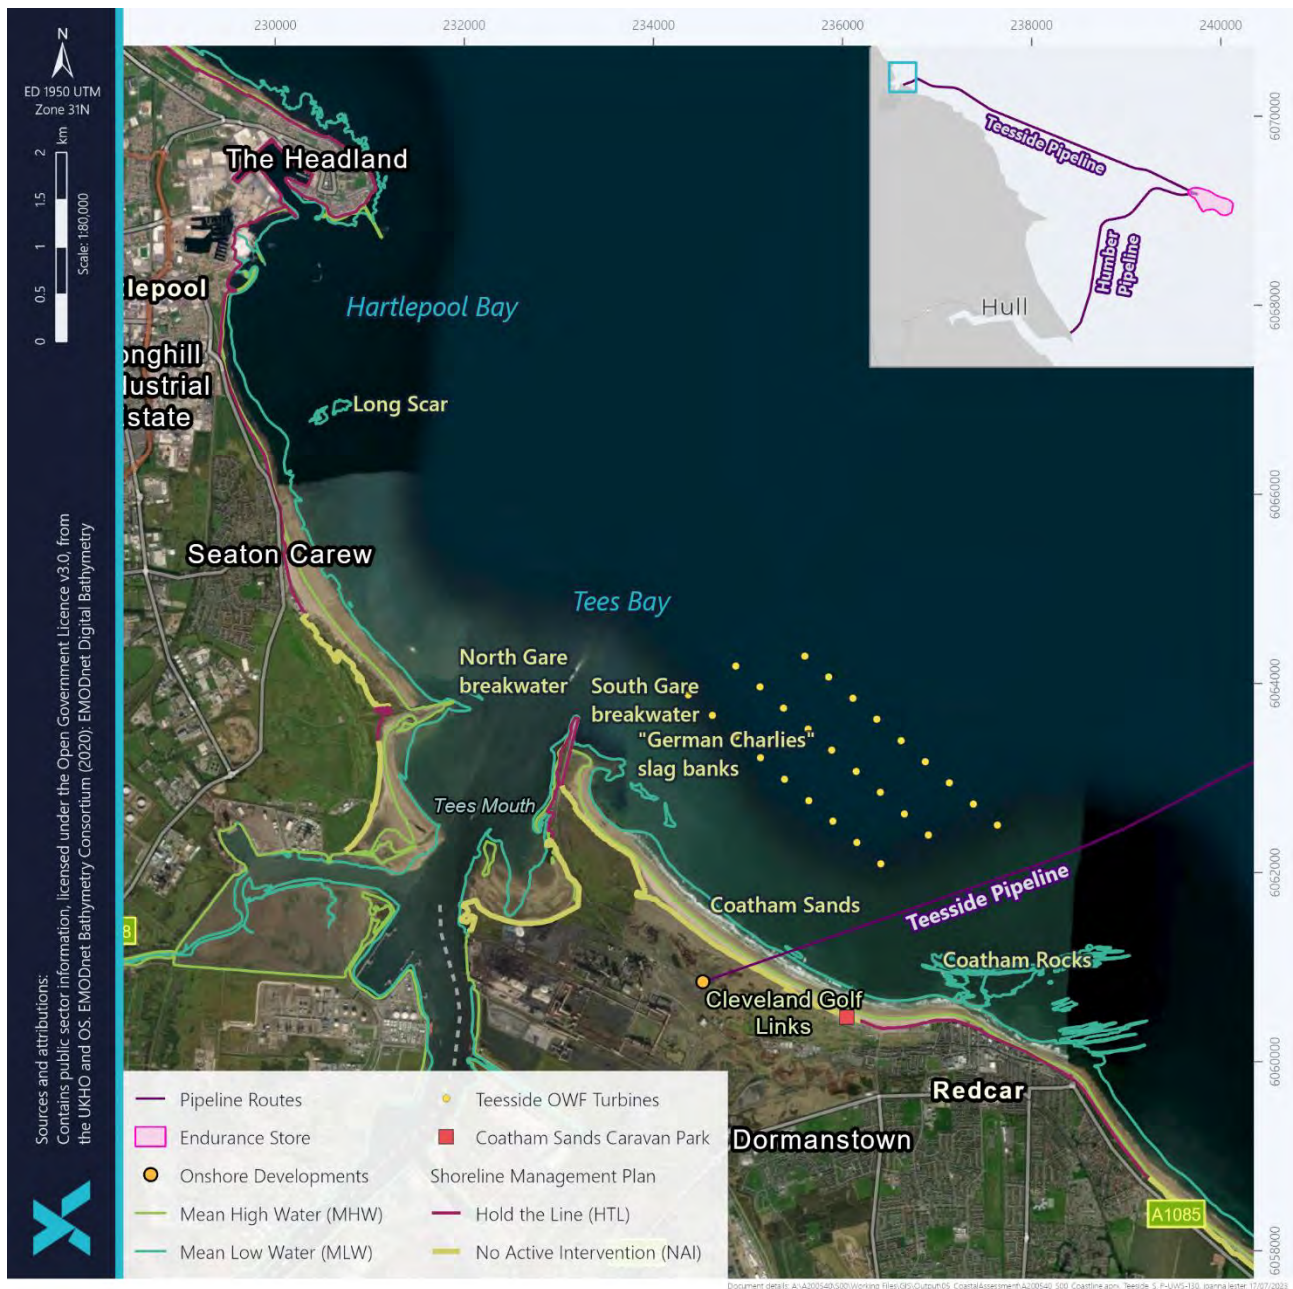 230000
232000
234000
236000
238000
240000
N
ED 1950 UTM
Zone 31N
km
2
1.5
1
0.5
0
Scale: 1:80,000
Sources and attributions:
Contains public sector information, licensed under the Open Government Licence v3.0, from
the UKHO and OS. EMODnet Bathymetry Consortium (2020): EMODnet Digital Bathymetry
6070000
6068000
6066000
6064000
6062000
6060000
6058000
Teesside Pipeline
Humber
Pipeline
Hull
The Headland
tlepool
Hartlepool Bay
onghill
dustrial
state
Long Scar
Seaton Carew
Tees Bay
North Gare
breakwater
South Gare
breakwater
"German Charlies"
slag banks
Tees Mouth
Coatham Sands
Teesside Pipeline
Coatham Rocks
Cleveland Golf
Links
8
Redcar
Dormanstown
A1085
Pipeline Routes
Endurance Store
Onshore Developments
Mean High Water (MHW)
Mean Low Water (MLW)
Teesside OWF Turbines
Coatham Sands Caravan Park
Shoreline Management Plan
Hold the Line (HTL)
No Active Intervention (NAI)